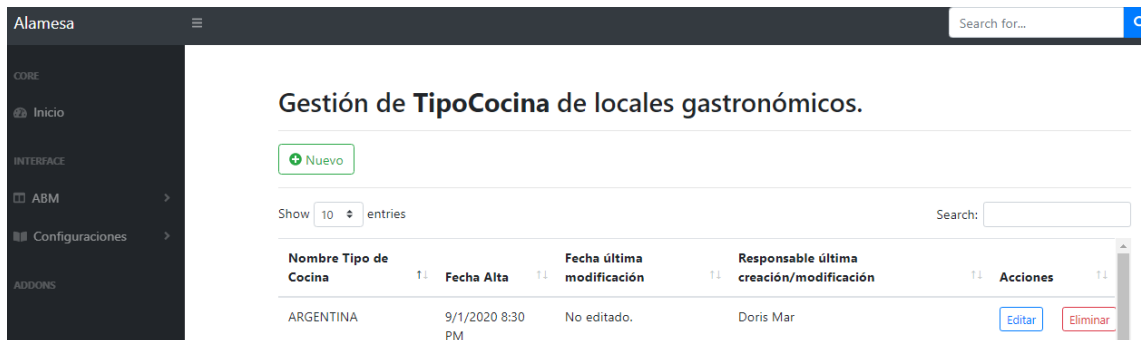 Alamesa
Search for...
CORE
Inicio
INTERFACE
ABM
Configuraciones
ADDONS
Gestión de TipoCocina de locales gastronómicos.
Nuevo
Show 10 entries
Search:
Nombre Tipo de Cocina
Fecha Alta
Fecha última modificación
Responsable última creación/modificación
Acciones
ARGENTINA
9/1/2020 8:30 PM
No editado.
Doris Mar
Editar
Eliminar